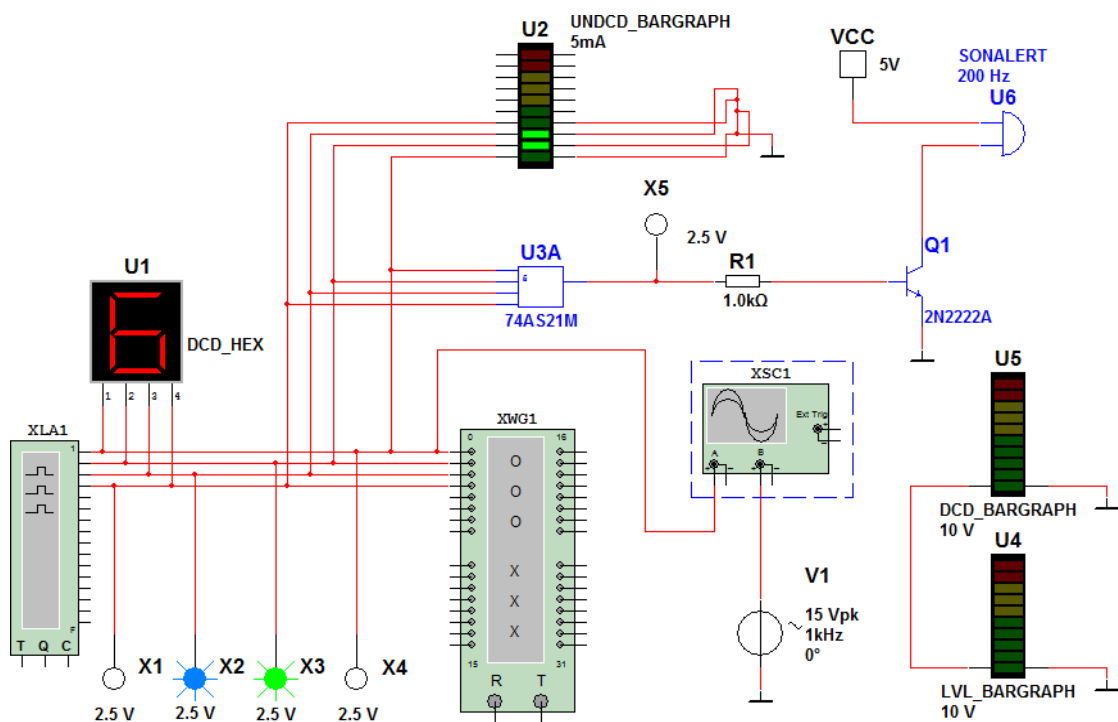 U2
UNDCD_BARGRAPH
5mA
VCC
5V
SONALERT
200 Hz
U6
X5
2.5 V
U3A
6
74AS21M
R1
1.0kΩ
Q1
2N2222A
U1
DCD_HEX
1 2 3 4
XLA1
1
F
T Q C
XWG1
0 16
O
O
O
X
X
X
15 31
R T
XSC1
Ext Trig
A B
V1
15 Vpk
1kHz
0°
U5
DCD_BARGRAPH
10 V
U4
LVL_BARGRAPH
10 V
X1 X2 X3 X4
2.5 V 2.5 V 2.5 V 2.5 V